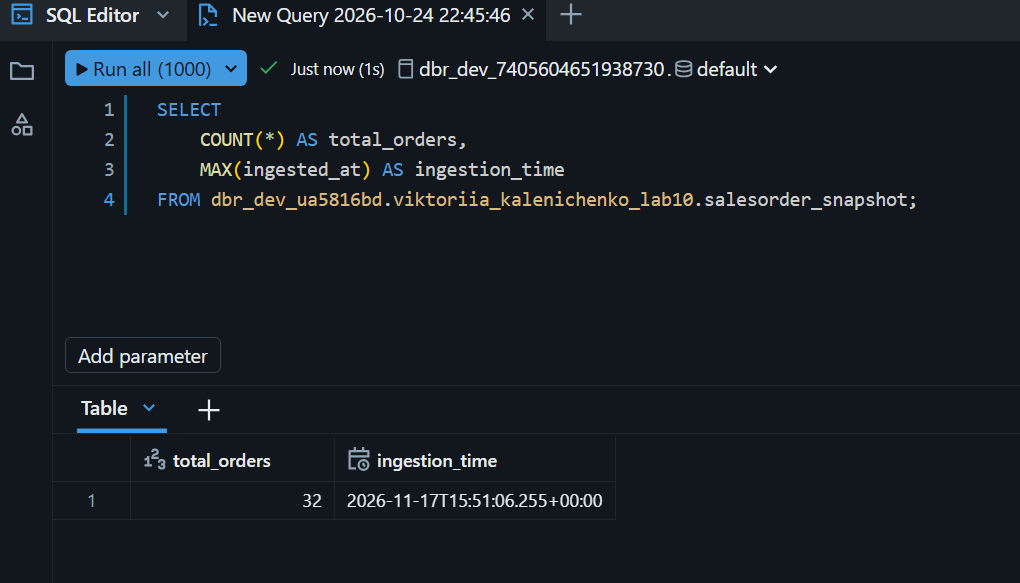 SQL Editor New Query 2026-10-24 22:45:46
Run all (1000) Just now (1s) dbr_dev_7405604651938730.default
1 SELECT
2 COUNT(*) AS total_orders,
3 MAX(ingested_at) AS ingestion_time
4 FROM dbr_dev_ua5816bd.viktoriia_kalenichenko_lab10.salesorder_snapshot;
Add parameter
Table
123 total_orders ingestion_time
1 32 2026-11-17T15:51:06.255+00:00